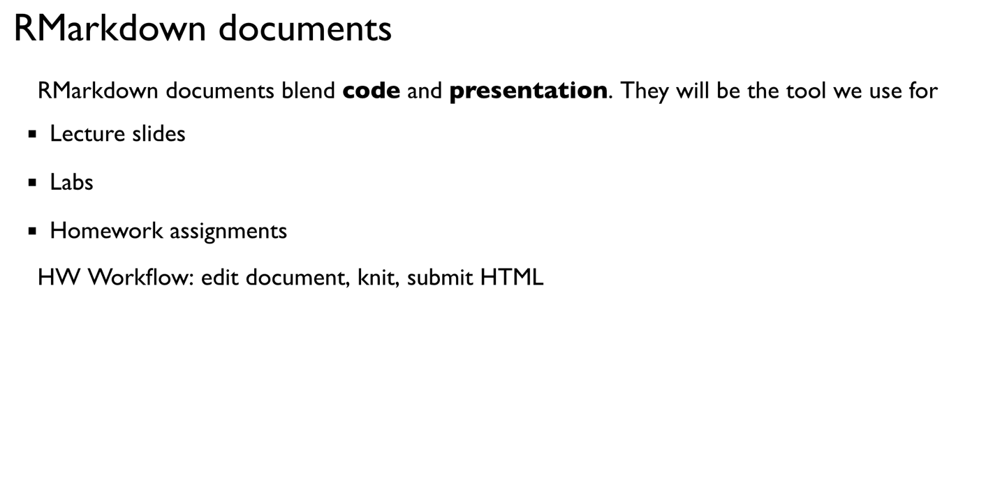 RMarkdown documents
RMarkdown documents blend code and presentation. They will be the tool we use for
▪ Lecture slides
▪ Labs
▪ Homework assignments
HW Workflow: edit document, knit, submit HTML